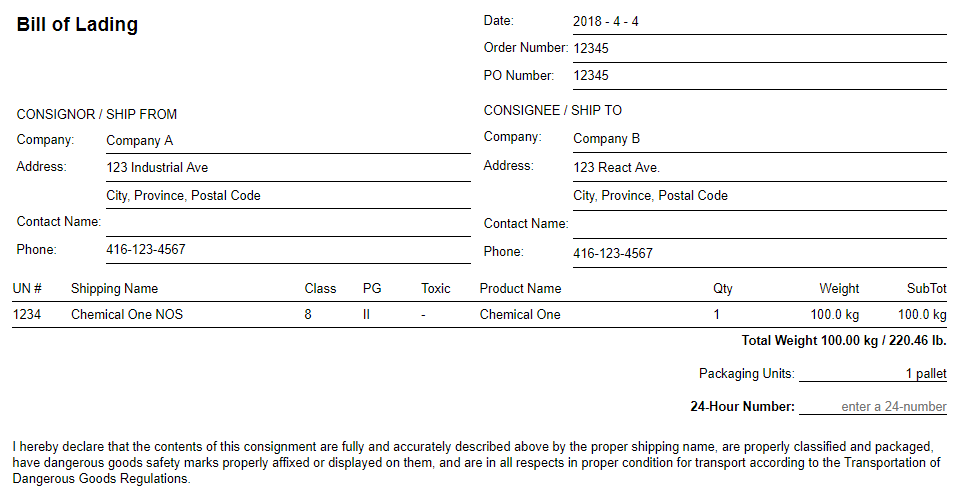 Bill of Lading
Date: 2018 - 4 - 4
Order Number: 12345
PO Number: 12345
CONSIGNOR / SHIP FROM
Company: Company A
Address: 123 Industrial Ave
City, Province, Postal Code
Contact Name:
Phone: 416-123-4567
CONSIGNEE / SHIP TO
Company: Company B
Address: 123 React Ave.
City, Province, Postal Code
Contact Name:
Phone: 416-123-4567
UN # Shipping Name Class PG Toxic Product Name Qty Weight SubTot
1234 Chemical One NOS 8 II - Chemical One 1 100.0 kg 100.0 kg
Total Weight 100.00 kg / 220.46 lb.
Packaging Units: 1 pallet
24-Hour Number: enter a 24-number
I hereby declare that the contents of this consignment are fully and accurately described above by the proper shipping name, are properly classified and packaged,
have dangerous goods safety marks properly affixed or displayed on them, and are in all respects in proper condition for transport according to the Transportation of
Dangerous Goods Regulations.